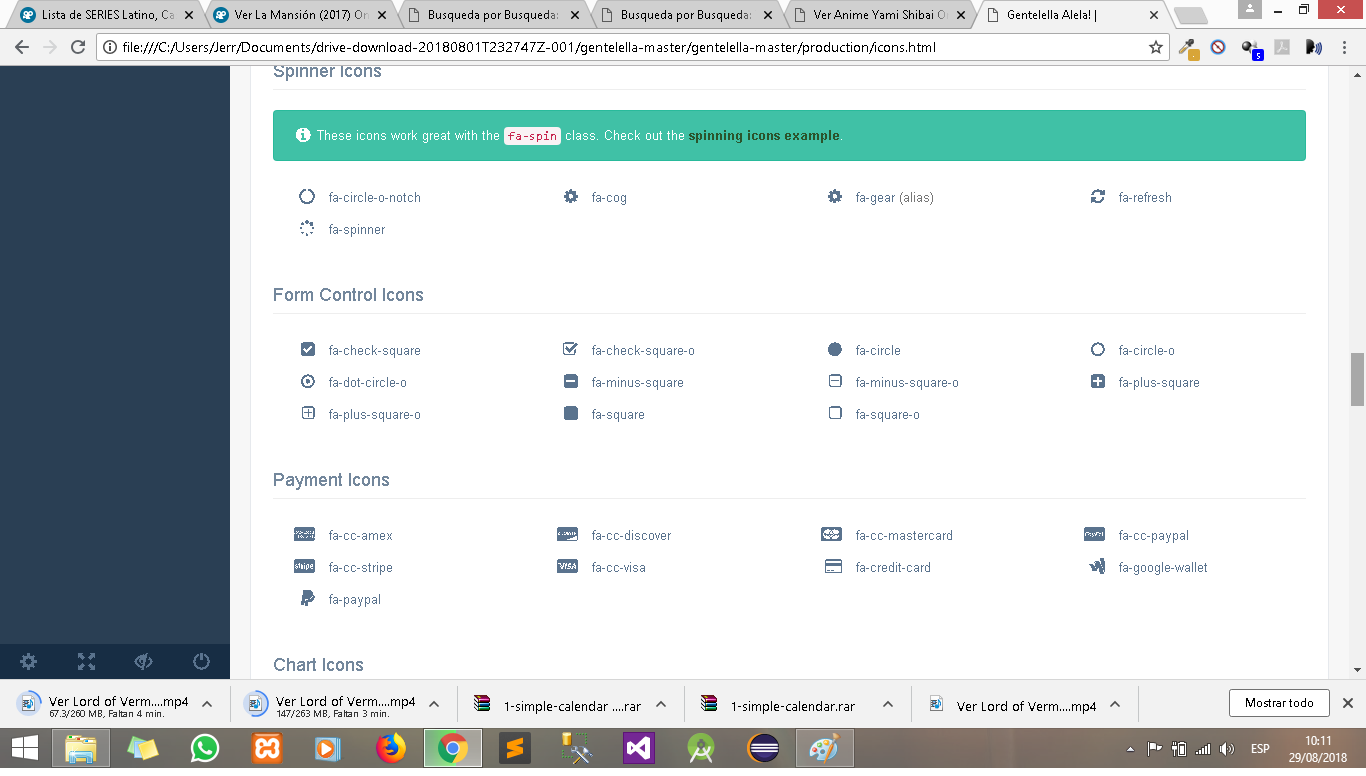 Lista de SERIES Latino, Ca
Ver La Mansión (2017) On
Busqueda por Busqueda:
Busqueda por Busqueda:
Ver Anime Yami Shibai O
Gentelella Alela! |
file:///C:/Users/Jerr/Documents/drive-download-20180801T232747Z-001/gentelella-master/gentelella-master/production/icons.html
Spinner Icons
These icons work great with the fa-spin class. Check out the spinning icons example.
fa-circle-o-notch fa-cog fa-gear (alias) fa-refresh
fa-spinner
Form Control Icons
fa-check-square fa-check-square-o fa-circle fa-circle-o
fa-dot-circle-o fa-minus-square fa-minus-square-o fa-plus-square
fa-plus-square-o fa-square fa-square-o
Payment Icons
fa-cc-amex fa-cc-discover fa-cc-mastercard fa-cc-paypal
stripe fa-cc-stripe VISA fa-cc-visa fa-credit-card fa-google-wallet
fa-paypal
Chart Icons
Ver Lord of Verm....mp4
67.3/260 MB, Faltan 4 min.
Ver Lord of Verm....mp4
147/263 MB, Faltan 3 min.
1-simple-calendar ....rar
1-simple-calendar.rar
Ver Lord of Verm....mp4
Mostrar todo
ESP
10:11
29/08/2018